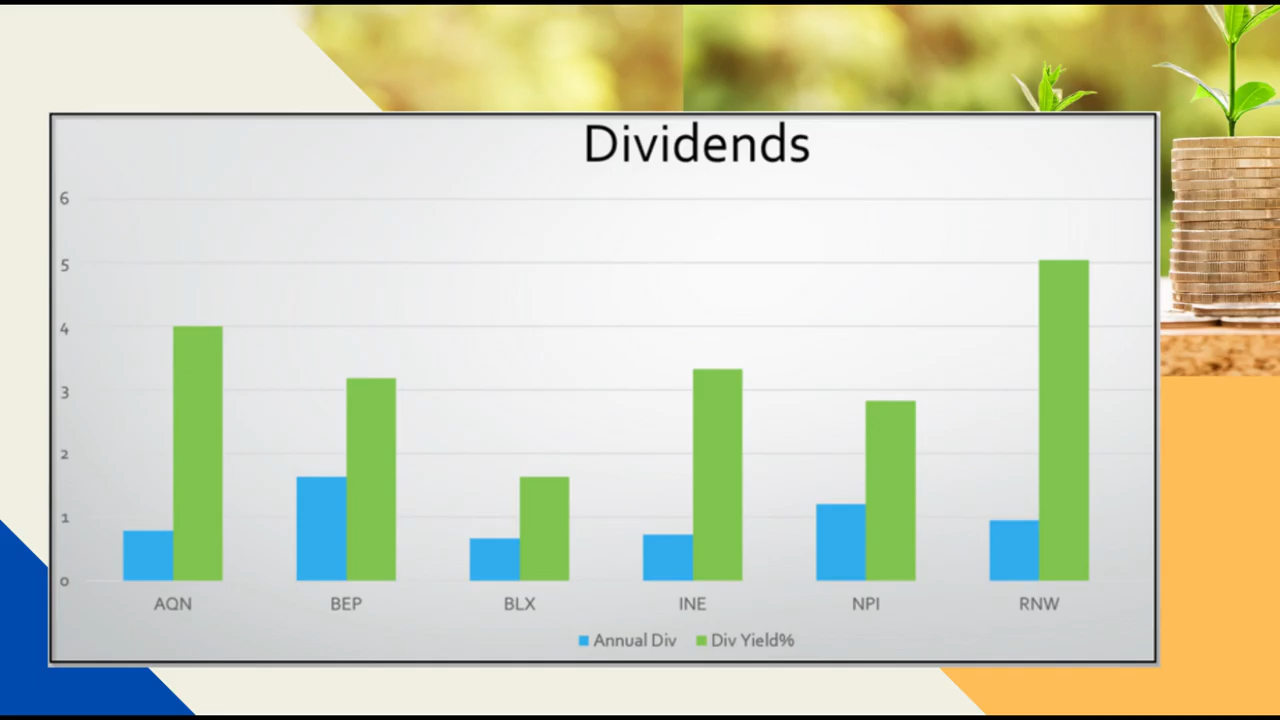 Dividends
6
5
4
3
2
1
0
AQN BEP BLX INE NPI RNW
Annual Div Div Yield%